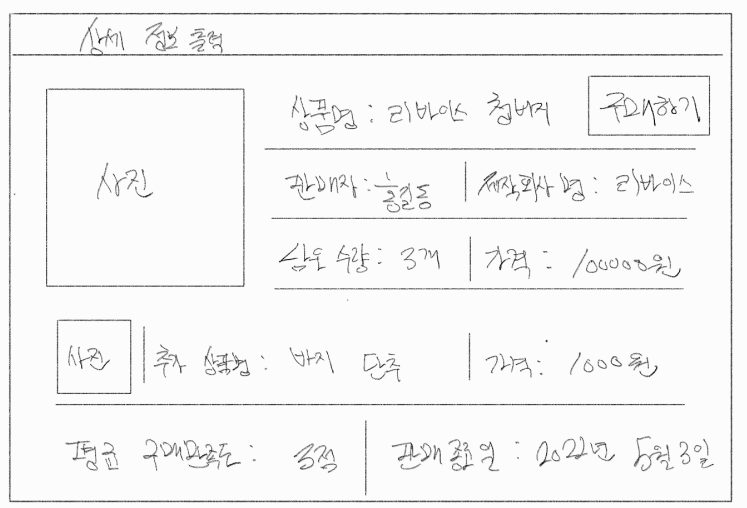 상세 정보 출력
상품명 : 리바이스 청바지
구매하기
사진
판매자 : 홍길동
제작회사 명 : 리바이스
남은 수량 : 3개
가격 : 100000원
사진
추가 상품명 : 바지 단추
가격 : 1000원
평균 구매만족도 : 3점
판매 종료일 : 2022년 5월 3일